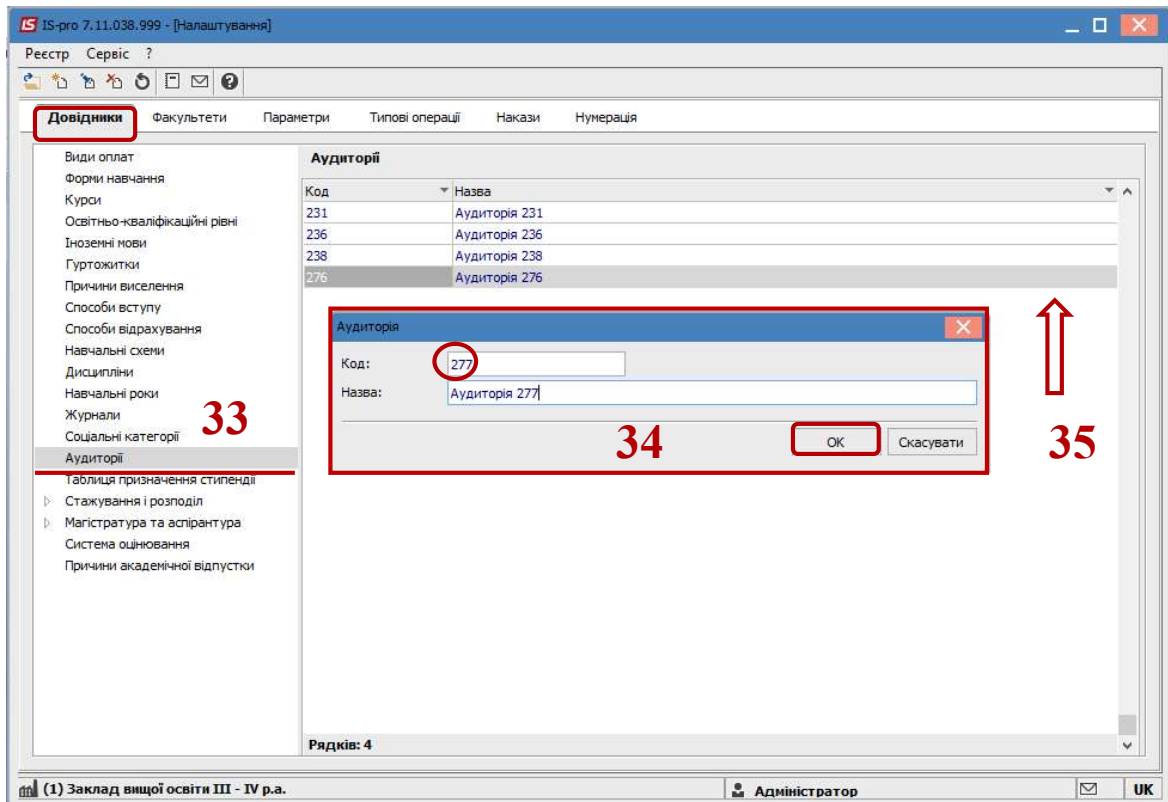 IS-pro 7.11.038.999 - [Налаштування]
Реєстр Сервіс ?
Довідники Факультети Параметри Типові операції Накази Нумерація
Види оплат
Форми навчання
Курси
Освітньо-кваліфікаційні рівні
Іноземні мови
Гуртожитки
Причини виселення
Способи вступу
Способи відрахування
Навчальні схеми
Дисципліни
Навчальні роки
Журнали
Соціальні категорії
Аудиторії
Таблиця призначення стипендії
Стажування і розподіл
Магістратура та аспірантура
Система оцінювання
Причини академічної відпустки
33
Аудиторії
Код Назва
231 Аудиторія 231
236 Аудиторія 236
238 Аудиторія 238
276 Аудиторія 276
Аудиторія
Код: 277
Назва: Аудиторія 277
34
OK Скасувати
35
Рядків: 4
(1) Заклад вищої освіти III - IV р.а. Адміністратор UK